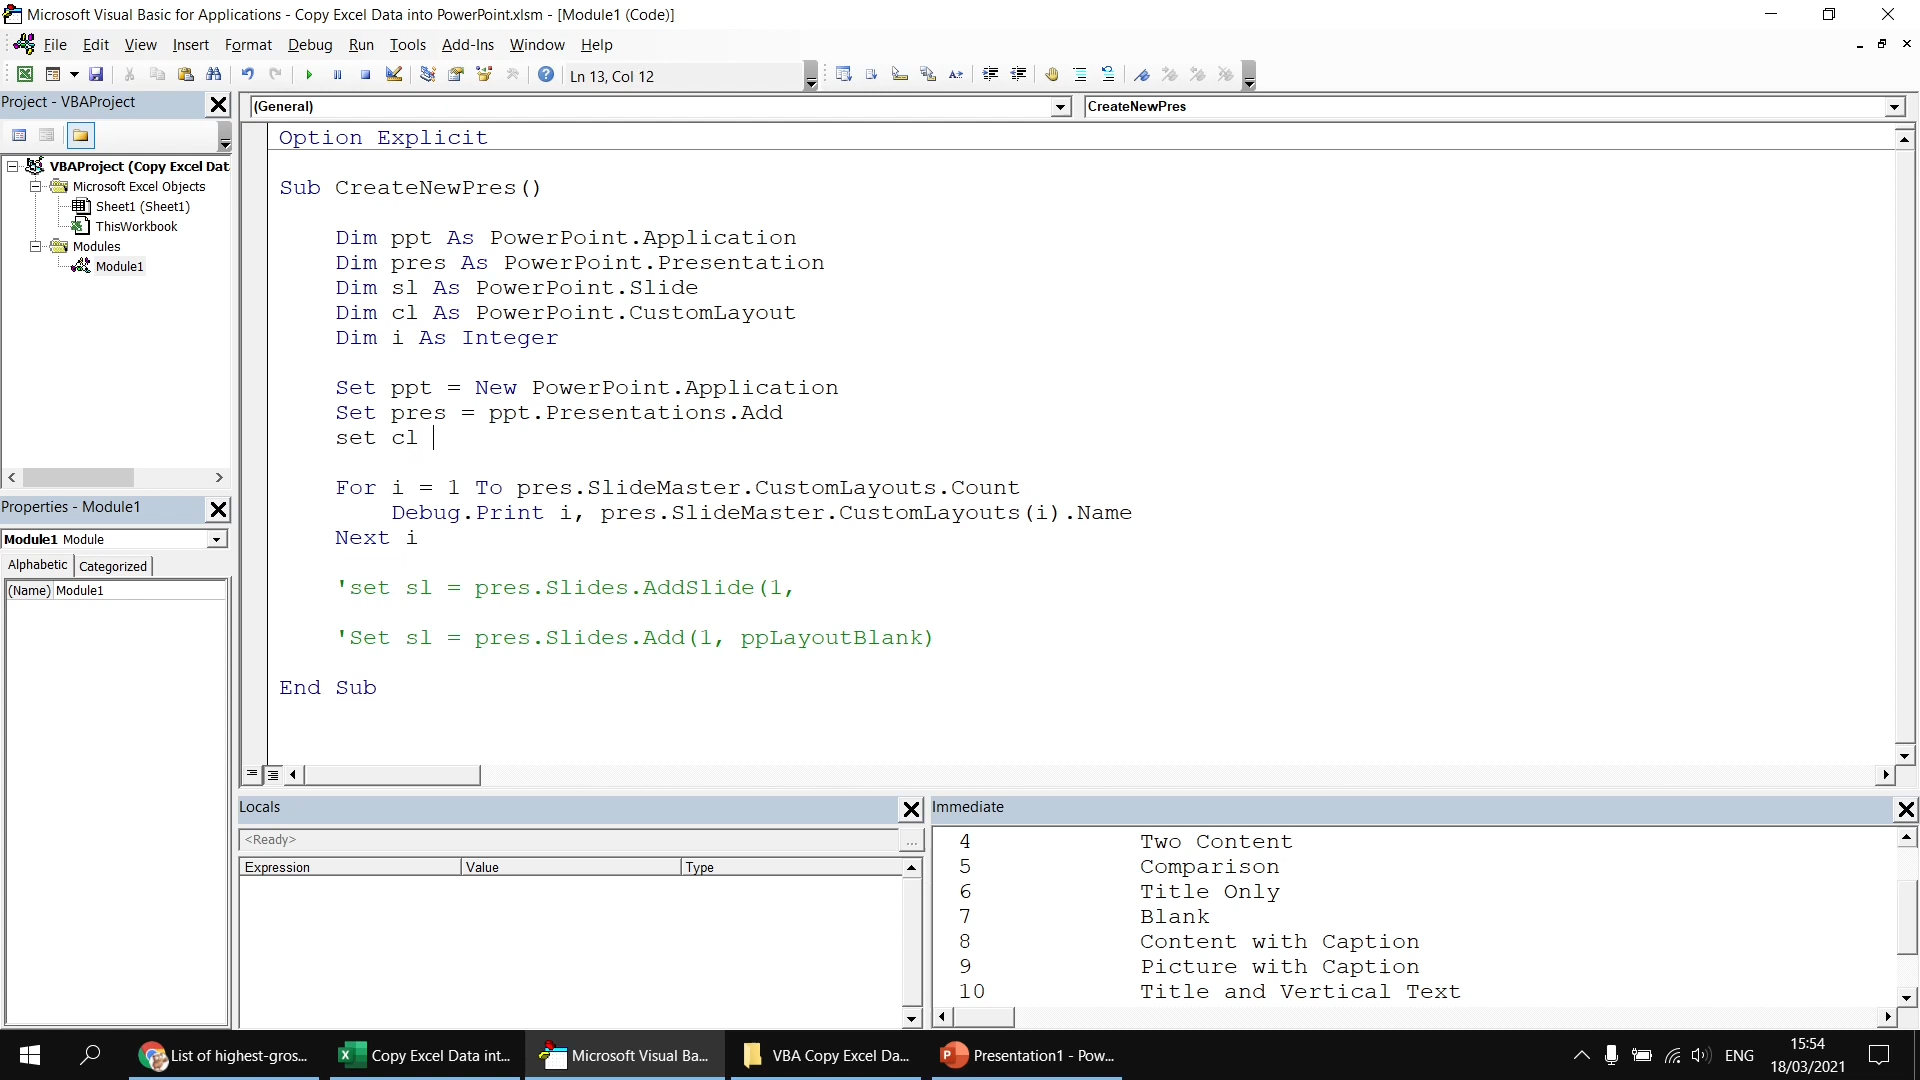 Microsoft Visual Basic for Applications - Copy Excel Data into PowerPoint.xlsm - [Module1 (Code)]
File Edit View Insert Format Debug Run Tools Add-Ins Window Help
Ln 13, Col 12
Project - VBAProject
(General)
CreateNewPres
VBAProject (Copy Excel Dat
Microsoft Excel Objects
Sheet1 (Sheet1)
ThisWorkbook
Modules
Module1
Properties - Module1
Module1 Module
Alphabetic Categorized
(Name) Module1
Option Explicit
Sub CreateNewPres()
Dim ppt As PowerPoint.Application
Dim pres As PowerPoint.Presentation
Dim sl As PowerPoint.Slide
Dim cl As PowerPoint.CustomLayout
Dim i As Integer
Set ppt = New PowerPoint.Application
Set pres = ppt.Presentations.Add
set cl
For i = 1 To pres.SlideMaster.CustomLayouts.Count
Debug.Print i, pres.SlideMaster.CustomLayouts(i).Name
Next i
'set sl = pres.Slides.AddSlide(1,
'Set sl = pres.Slides.Add(1, ppLayoutBlank)
End Sub
Locals
<Ready>
...
Expression Value Type
Immediate
4 Two Content
5 Comparison
6 Title Only
7 Blank
8 Content with Caption
9 Picture with Caption
10 Title and Vertical Text
List of highest-gros...
Copy Excel Data int...
Microsoft Visual Ba...
VBA Copy Excel Da...
Presentation1 - Pow...
ENG
15:54
18/03/2021